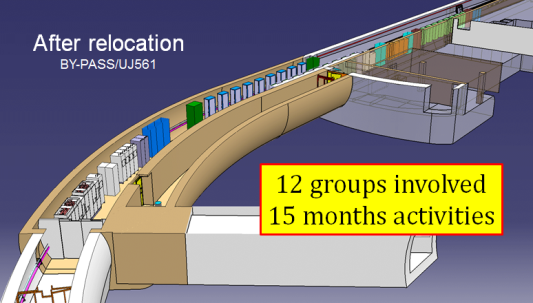 After relocation
BY-PASS/UJ561
12 groups involved
15 months activities